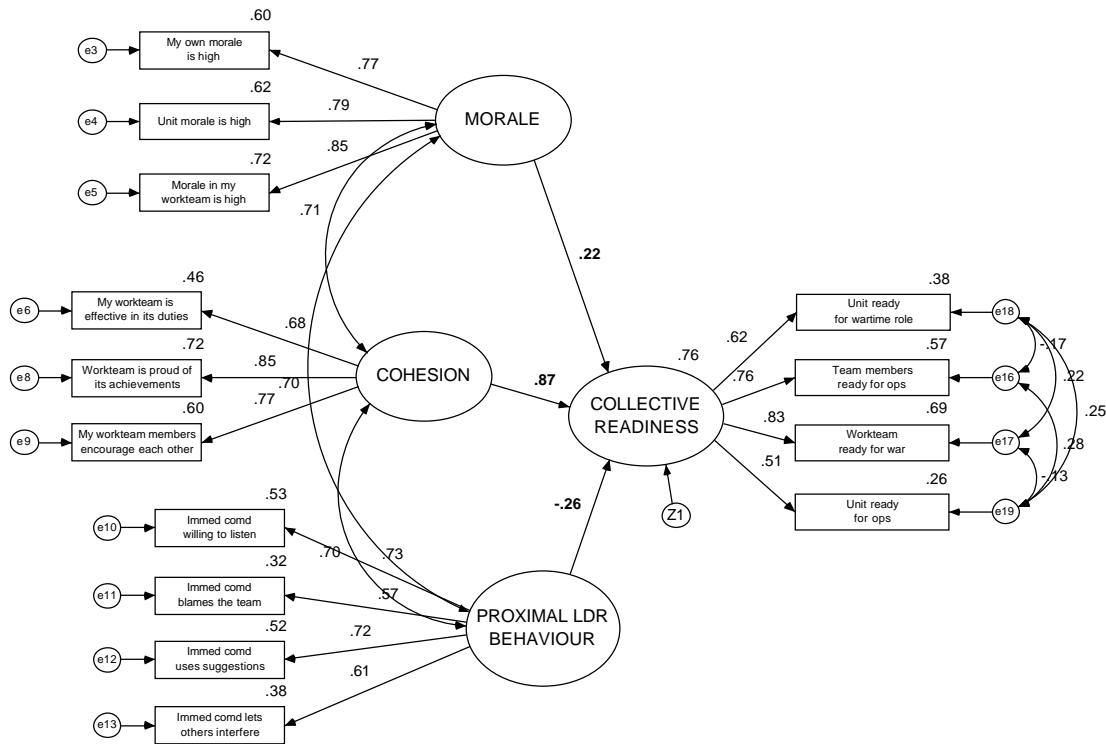 .60
e3
My own morale
is high
.77
.62
e4
Unit morale is high
.79
MORALE
.72
.85
e5
Morale in my
workteam is high
.71
.22
.46
e6
My workteam is
effective in its duties
.68
.72
e8
Workteam is proud of
its achievements
.85
COHESION
.70
.60
.77
e9
My workteam members
encourage each other
.87
.76
COLLECTIVE
READINESS
.38
Unit ready
for wartime role
e18
.62
-.17
.57
Team members
ready for ops
e16
.76
.22
.69
.25
Workteam
ready for war
e17
.83
.28
.51
.26
-.13
Unit ready
for ops
e19
Z1
-.26
.53
e10
Immed comd
willing to listen
.70
.73
.32
e11
Immed comd
blames the team
.57
PROXIMAL LDR
BEHAVIOUR
.52
e12
Immed comd
uses suggestions
.72
.38
.61
e13
Immed comd lets
others interfere